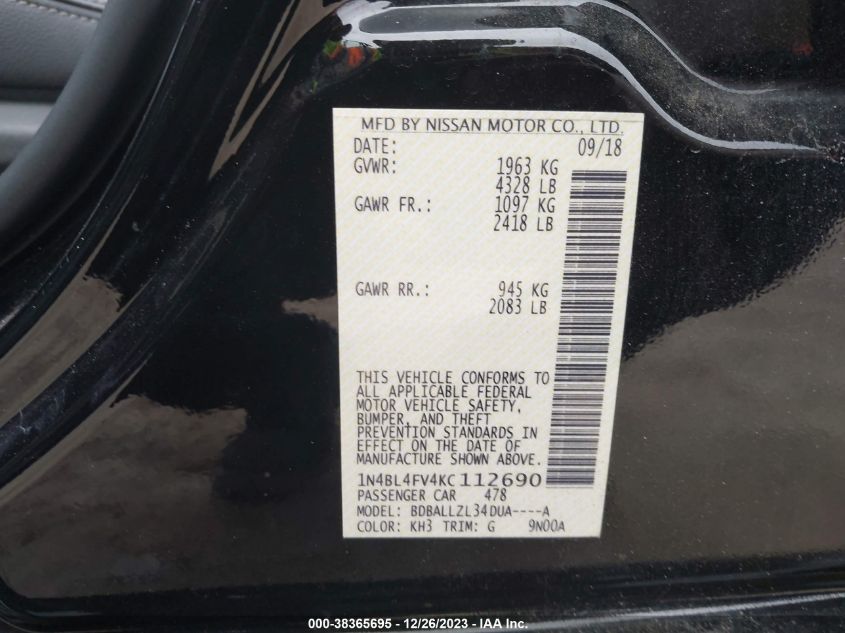 MFD BY NISSAN MOTOR CO., LTD.
DATE: 09/18
GVWR: 1963 KG
4328 LB
GAWR FR.: 1097 KG
2418 LB
GAWR RR.: 945 KG
2083 LB
THIS VEHICLE CONFORMS TO
ALL APPLICABLE FEDERAL
MOTOR VEHICLE SAFETY,
BUMPER, AND THEFT
PREVENTION STANDARDS IN
EFFECT ON THE DATE OF
MANUFACTURE SHOWN ABOVE.
1N4BL4FV4KC112690
PASSENGER CAR 478
MODEL: BDBALLZL34DUA----A
COLOR: KH3 TRIM: G 9N00A
000-38365695 - 12/26/2023 - IAA Inc.